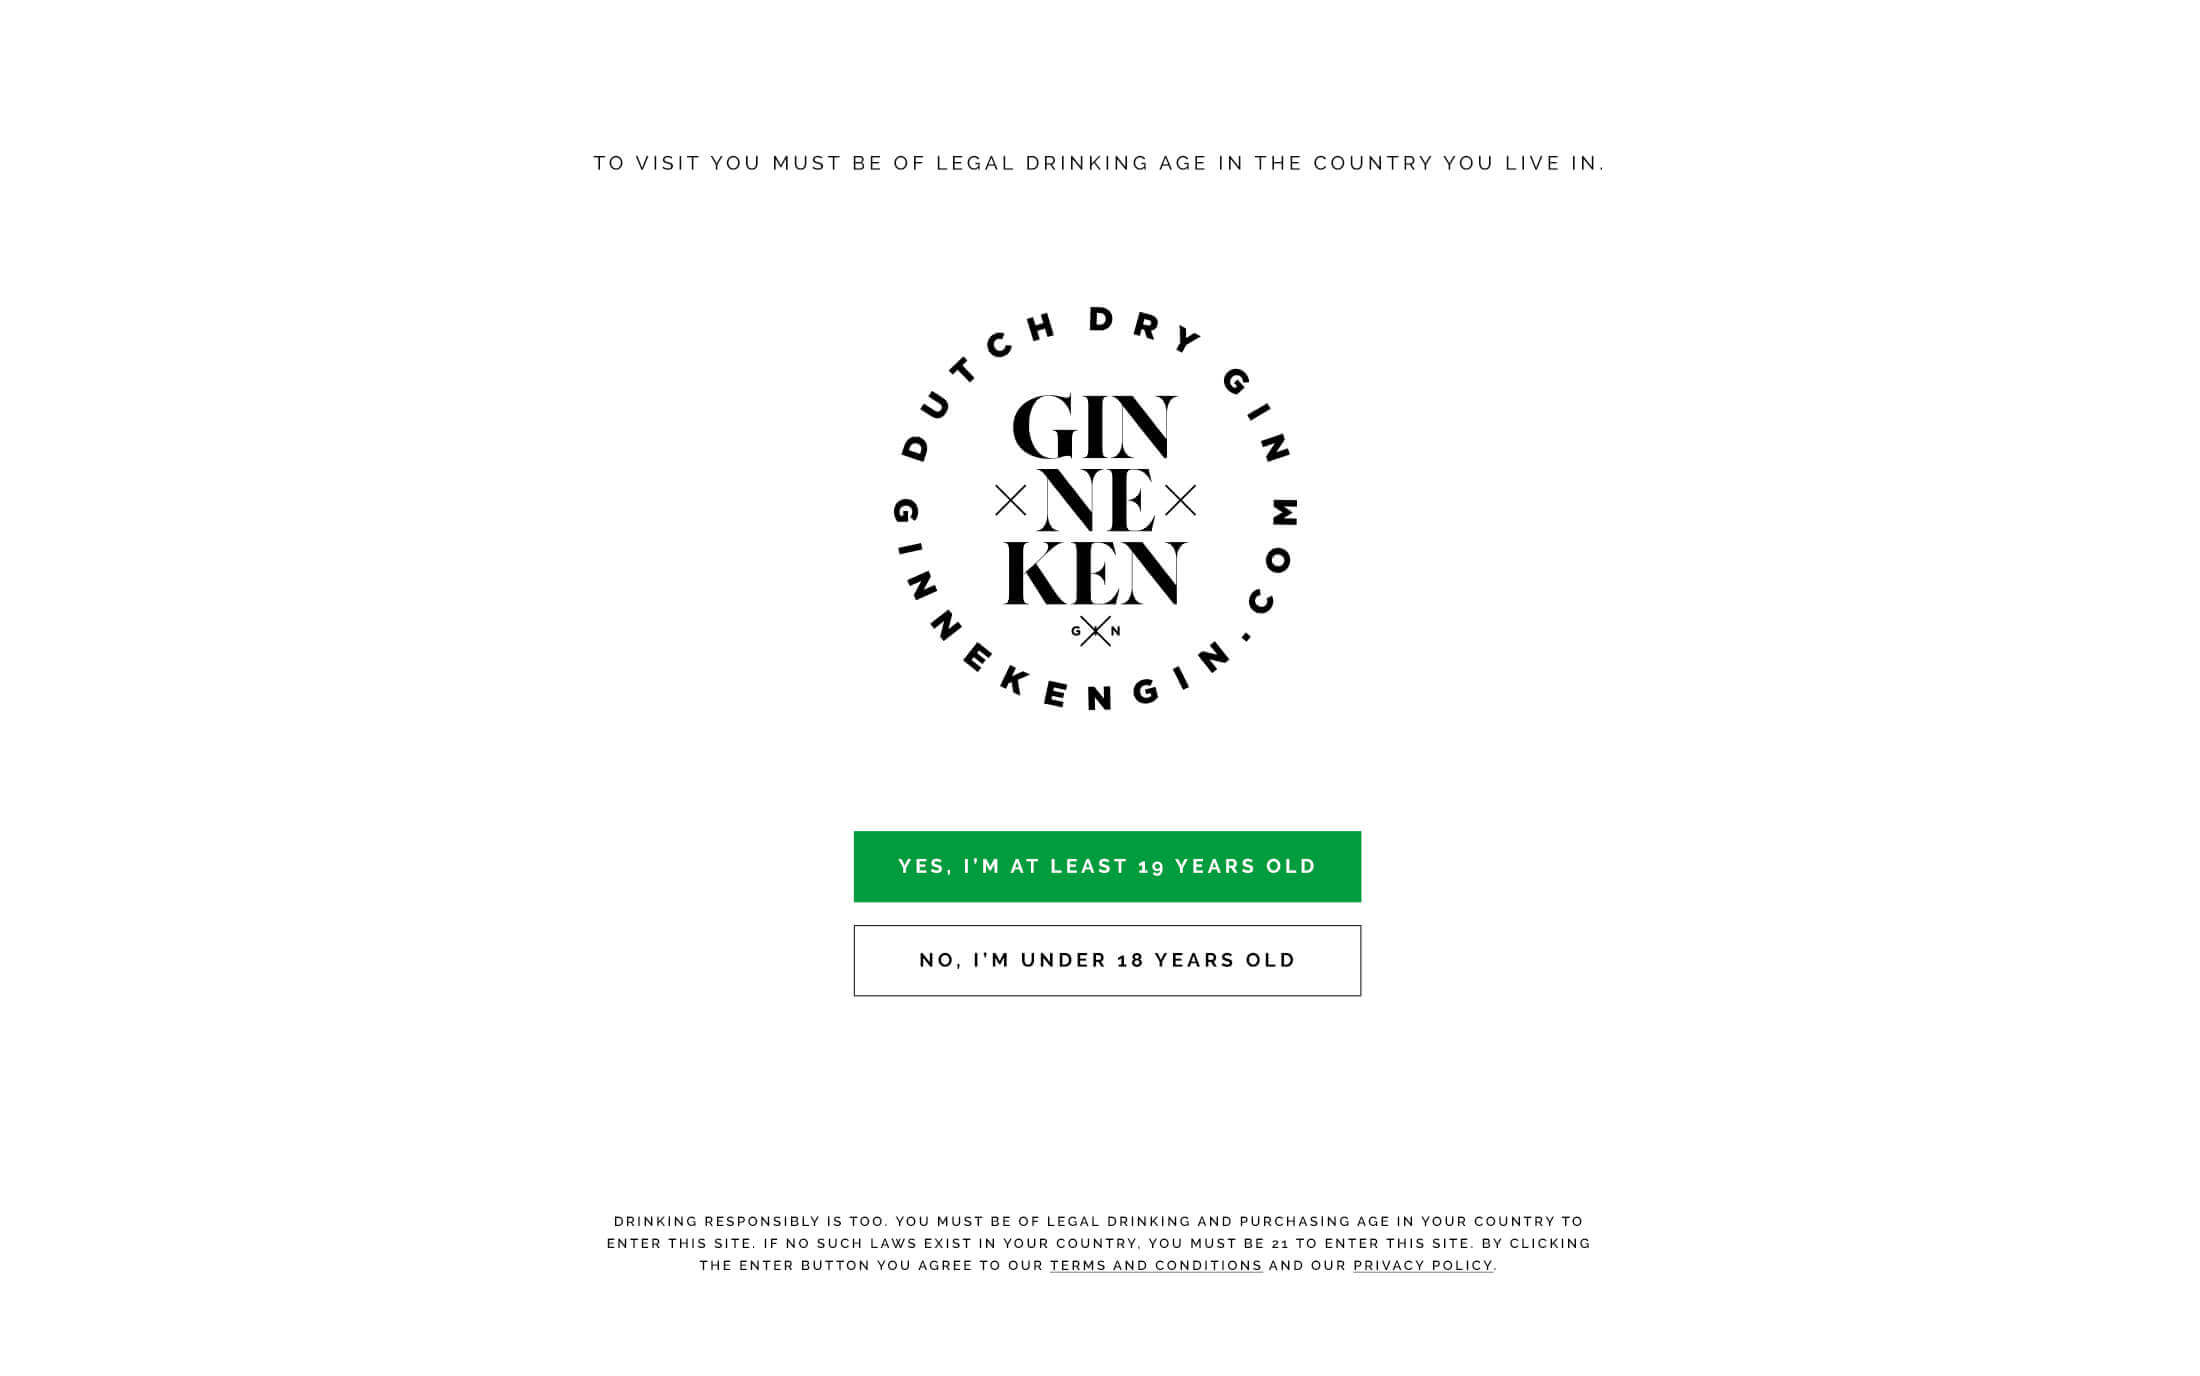 TO VISIT YOU MUST BE OF LEGAL DRINKING AGE IN THE COUNTRY YOU LIVE IN.
DUTCH DRY GIN
GIN
NE
KEN
GIN
GINNEKENGIN.COM
YES, I’M AT LEAST 19 YEARS OLD
NO, I’M UNDER 18 YEARS OLD
DRINKING RESPONSIBLY IS TOO. YOU MUST BE OF LEGAL DRINKING AND PURCHASING AGE IN YOUR COUNTRY TO
ENTER THIS SITE. IF NO SUCH LAWS EXIST IN YOUR COUNTRY, YOU MUST BE 21 TO ENTER THIS SITE. BY CLICKING
THE ENTER BUTTON YOU AGREE TO OUR TERMS AND CONDITIONS AND OUR PRIVACY POLICY.